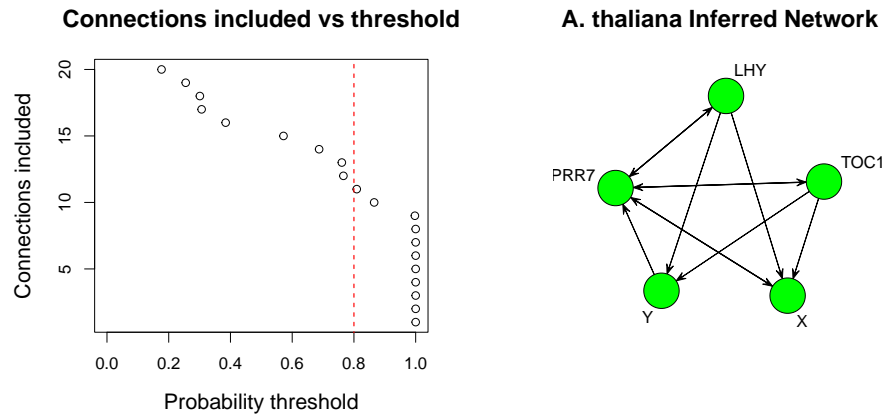 Connections included vs threshold
Connections included
20
15
10
5
0.0 0.2 0.4 0.6 0.8 1.0
Probability threshold
A. thaliana Inferred Network
LHY
TOC1
PRR7
Y
X